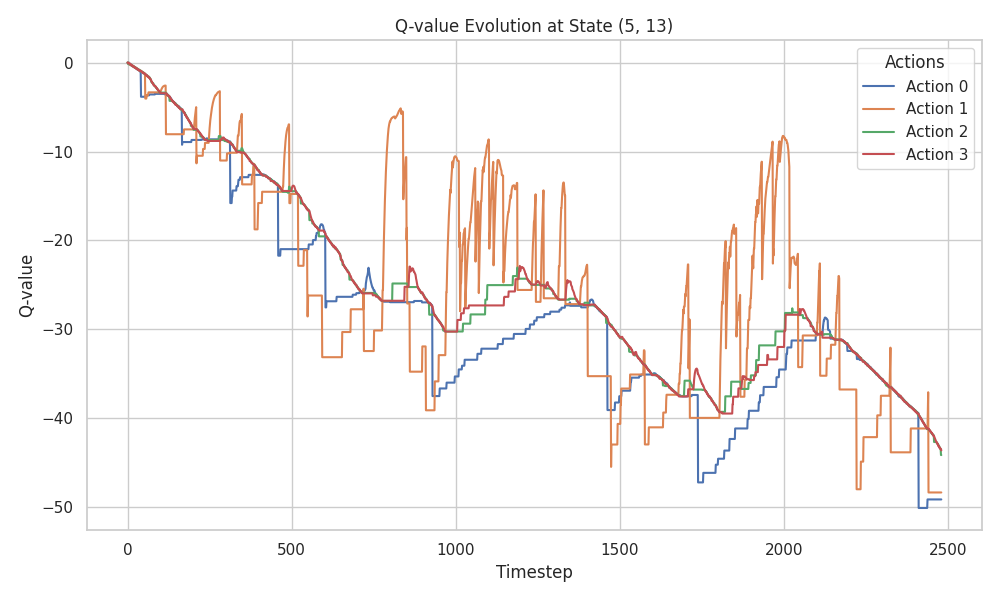 Q-value Evolution at State (5, 13)
Actions
Action 0
Action 1
Action 2
Action 3
Q-value
0
−10
−20
−30
−40
−50
0
500
1000
1500
2000
2500
Timestep